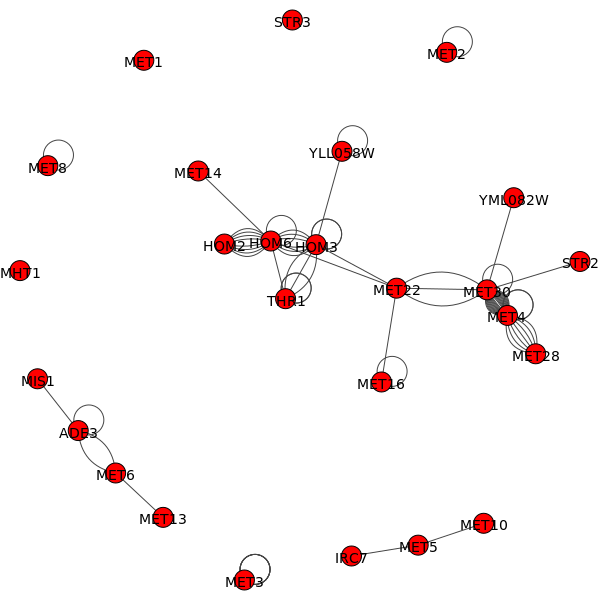 STR3
MET2
MET1
YLL058W
MET8
MET14
YML082W
HOM2
HOM6
HOM3
STR2
MHT1
MET22
MET30
THR1
MET4
MET28
MIS1
MET16
ADE3
MET6
MET13
MET10
MET5
IRC7
MET3